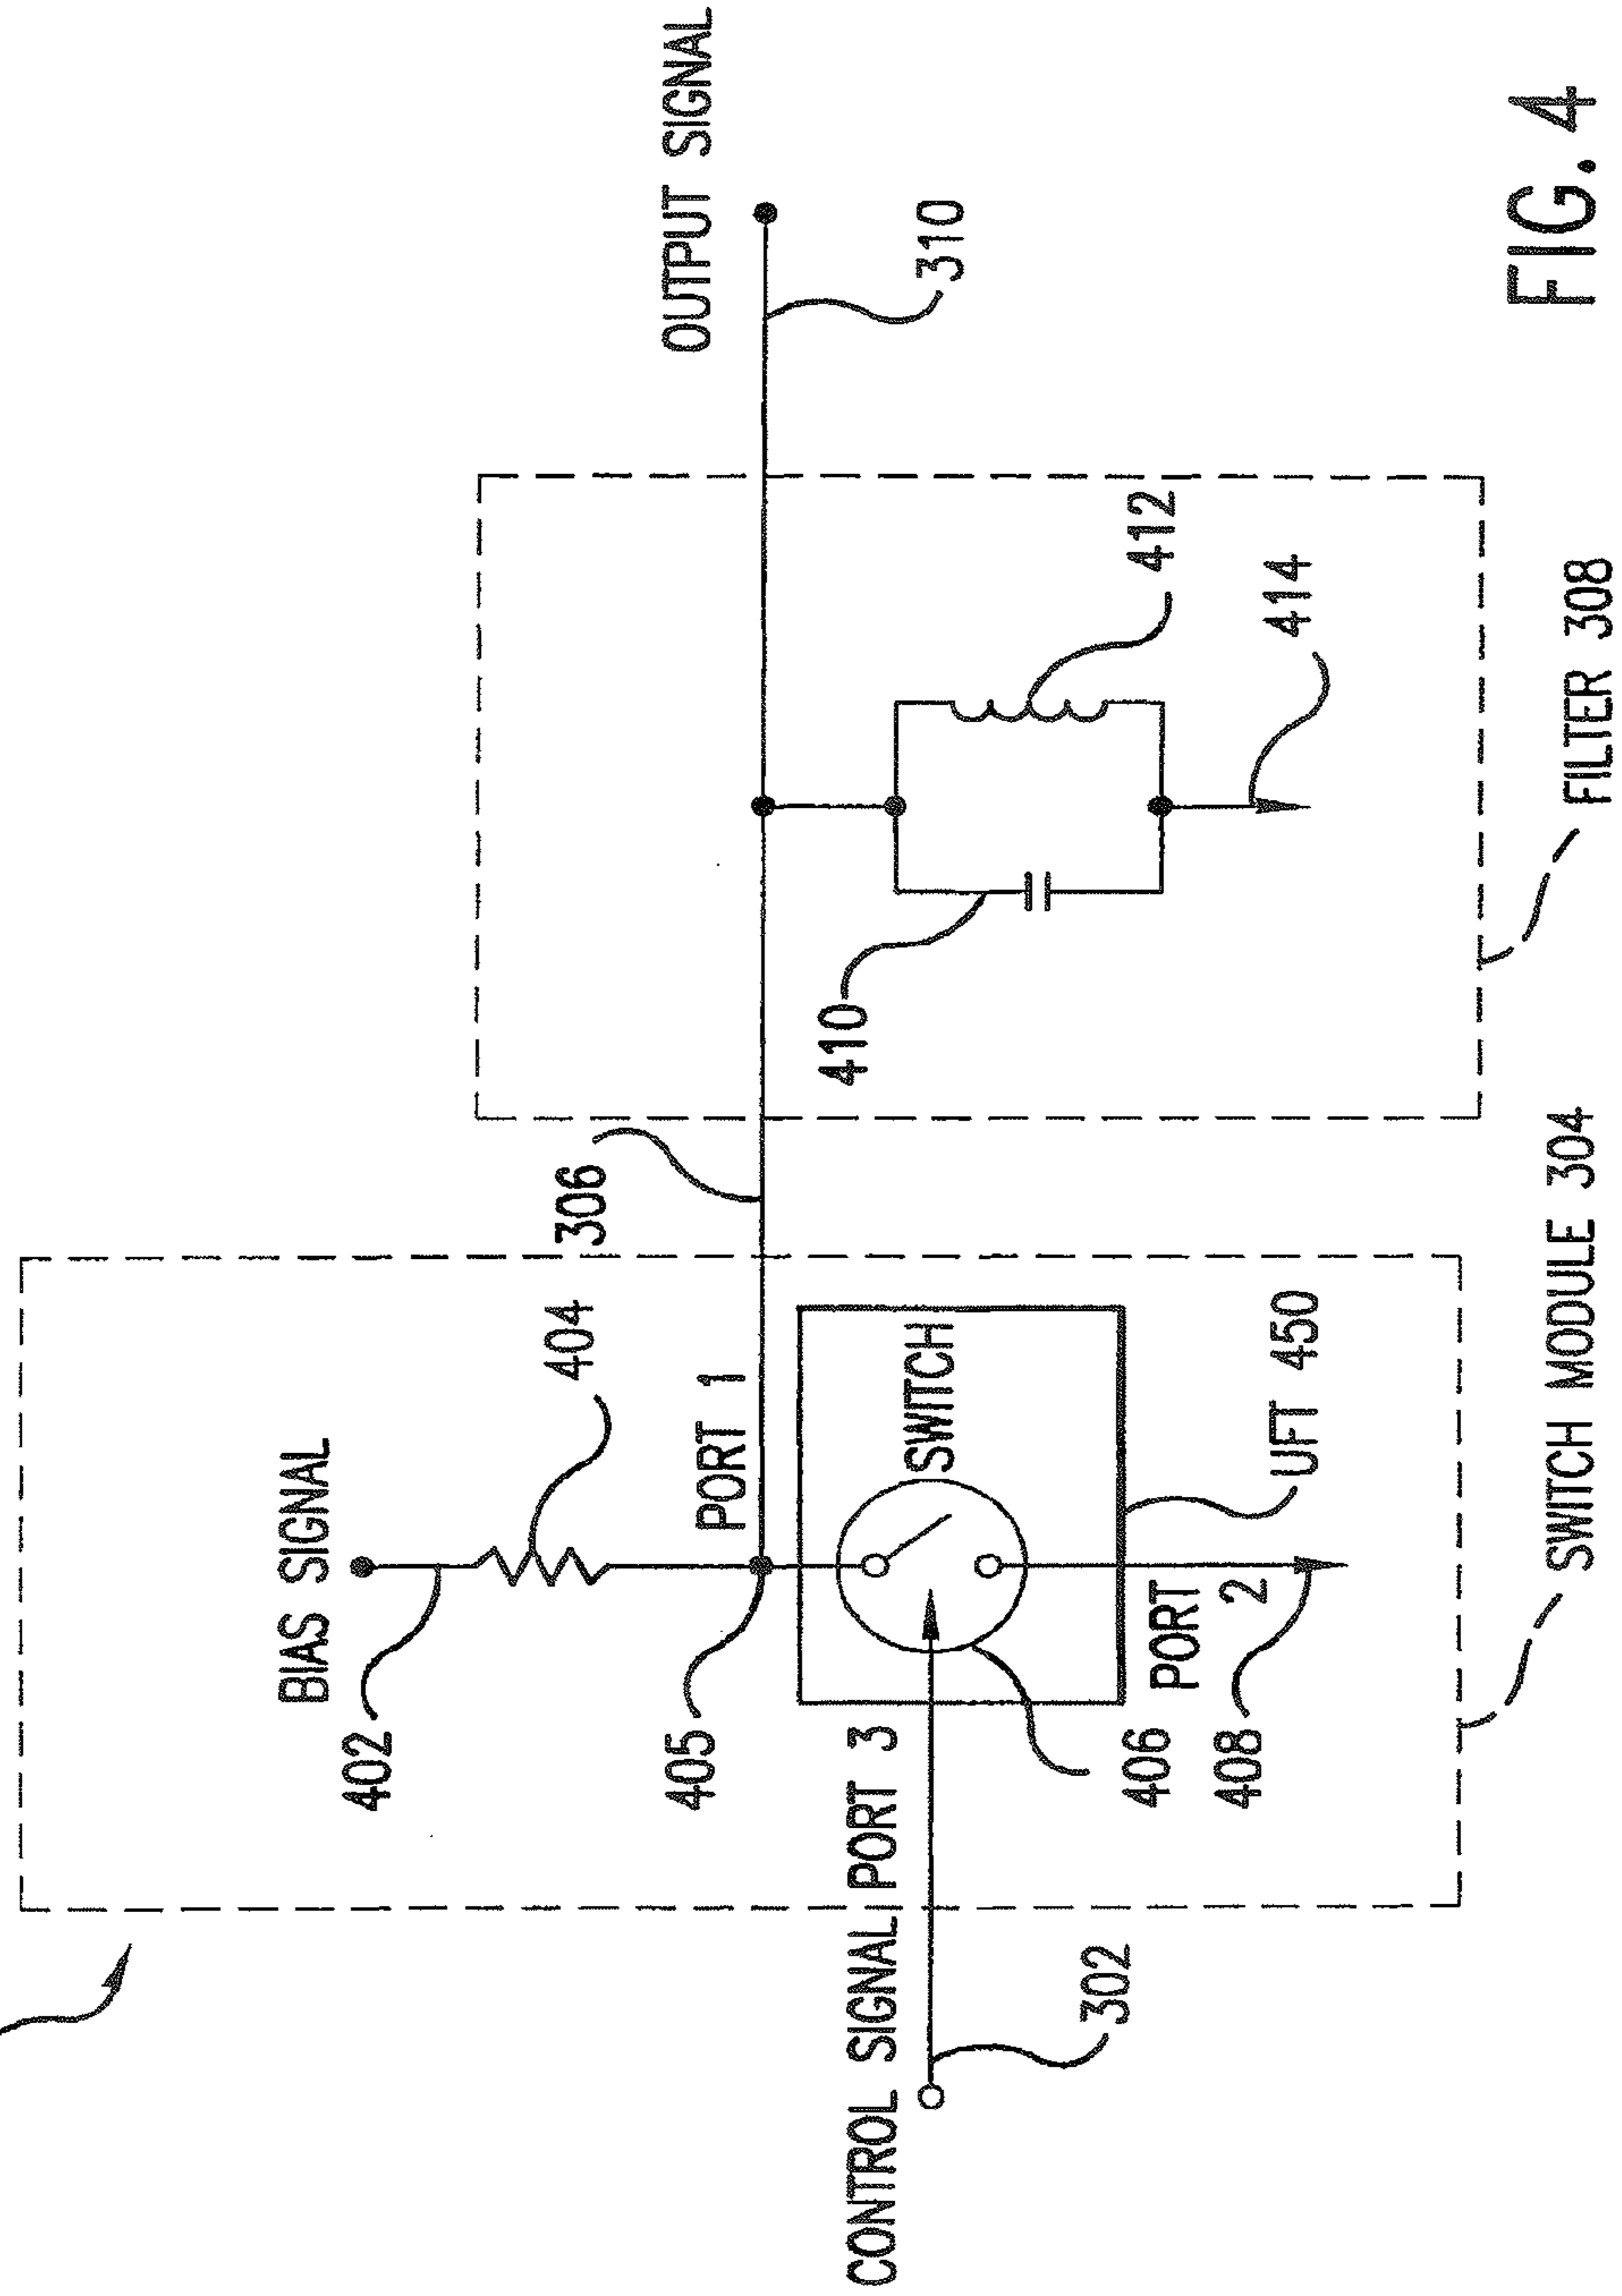 BIAS SIGNAL
402
404
405
PORT 1
306
OUTPUT SIGNAL
310
CONTROL SIGNAL
PORT 3
302
SWITCH
406
PORT
2
408
UFT 450
410
412
414
SWITCH MODULE 304
FILTER 308
FIG. 4